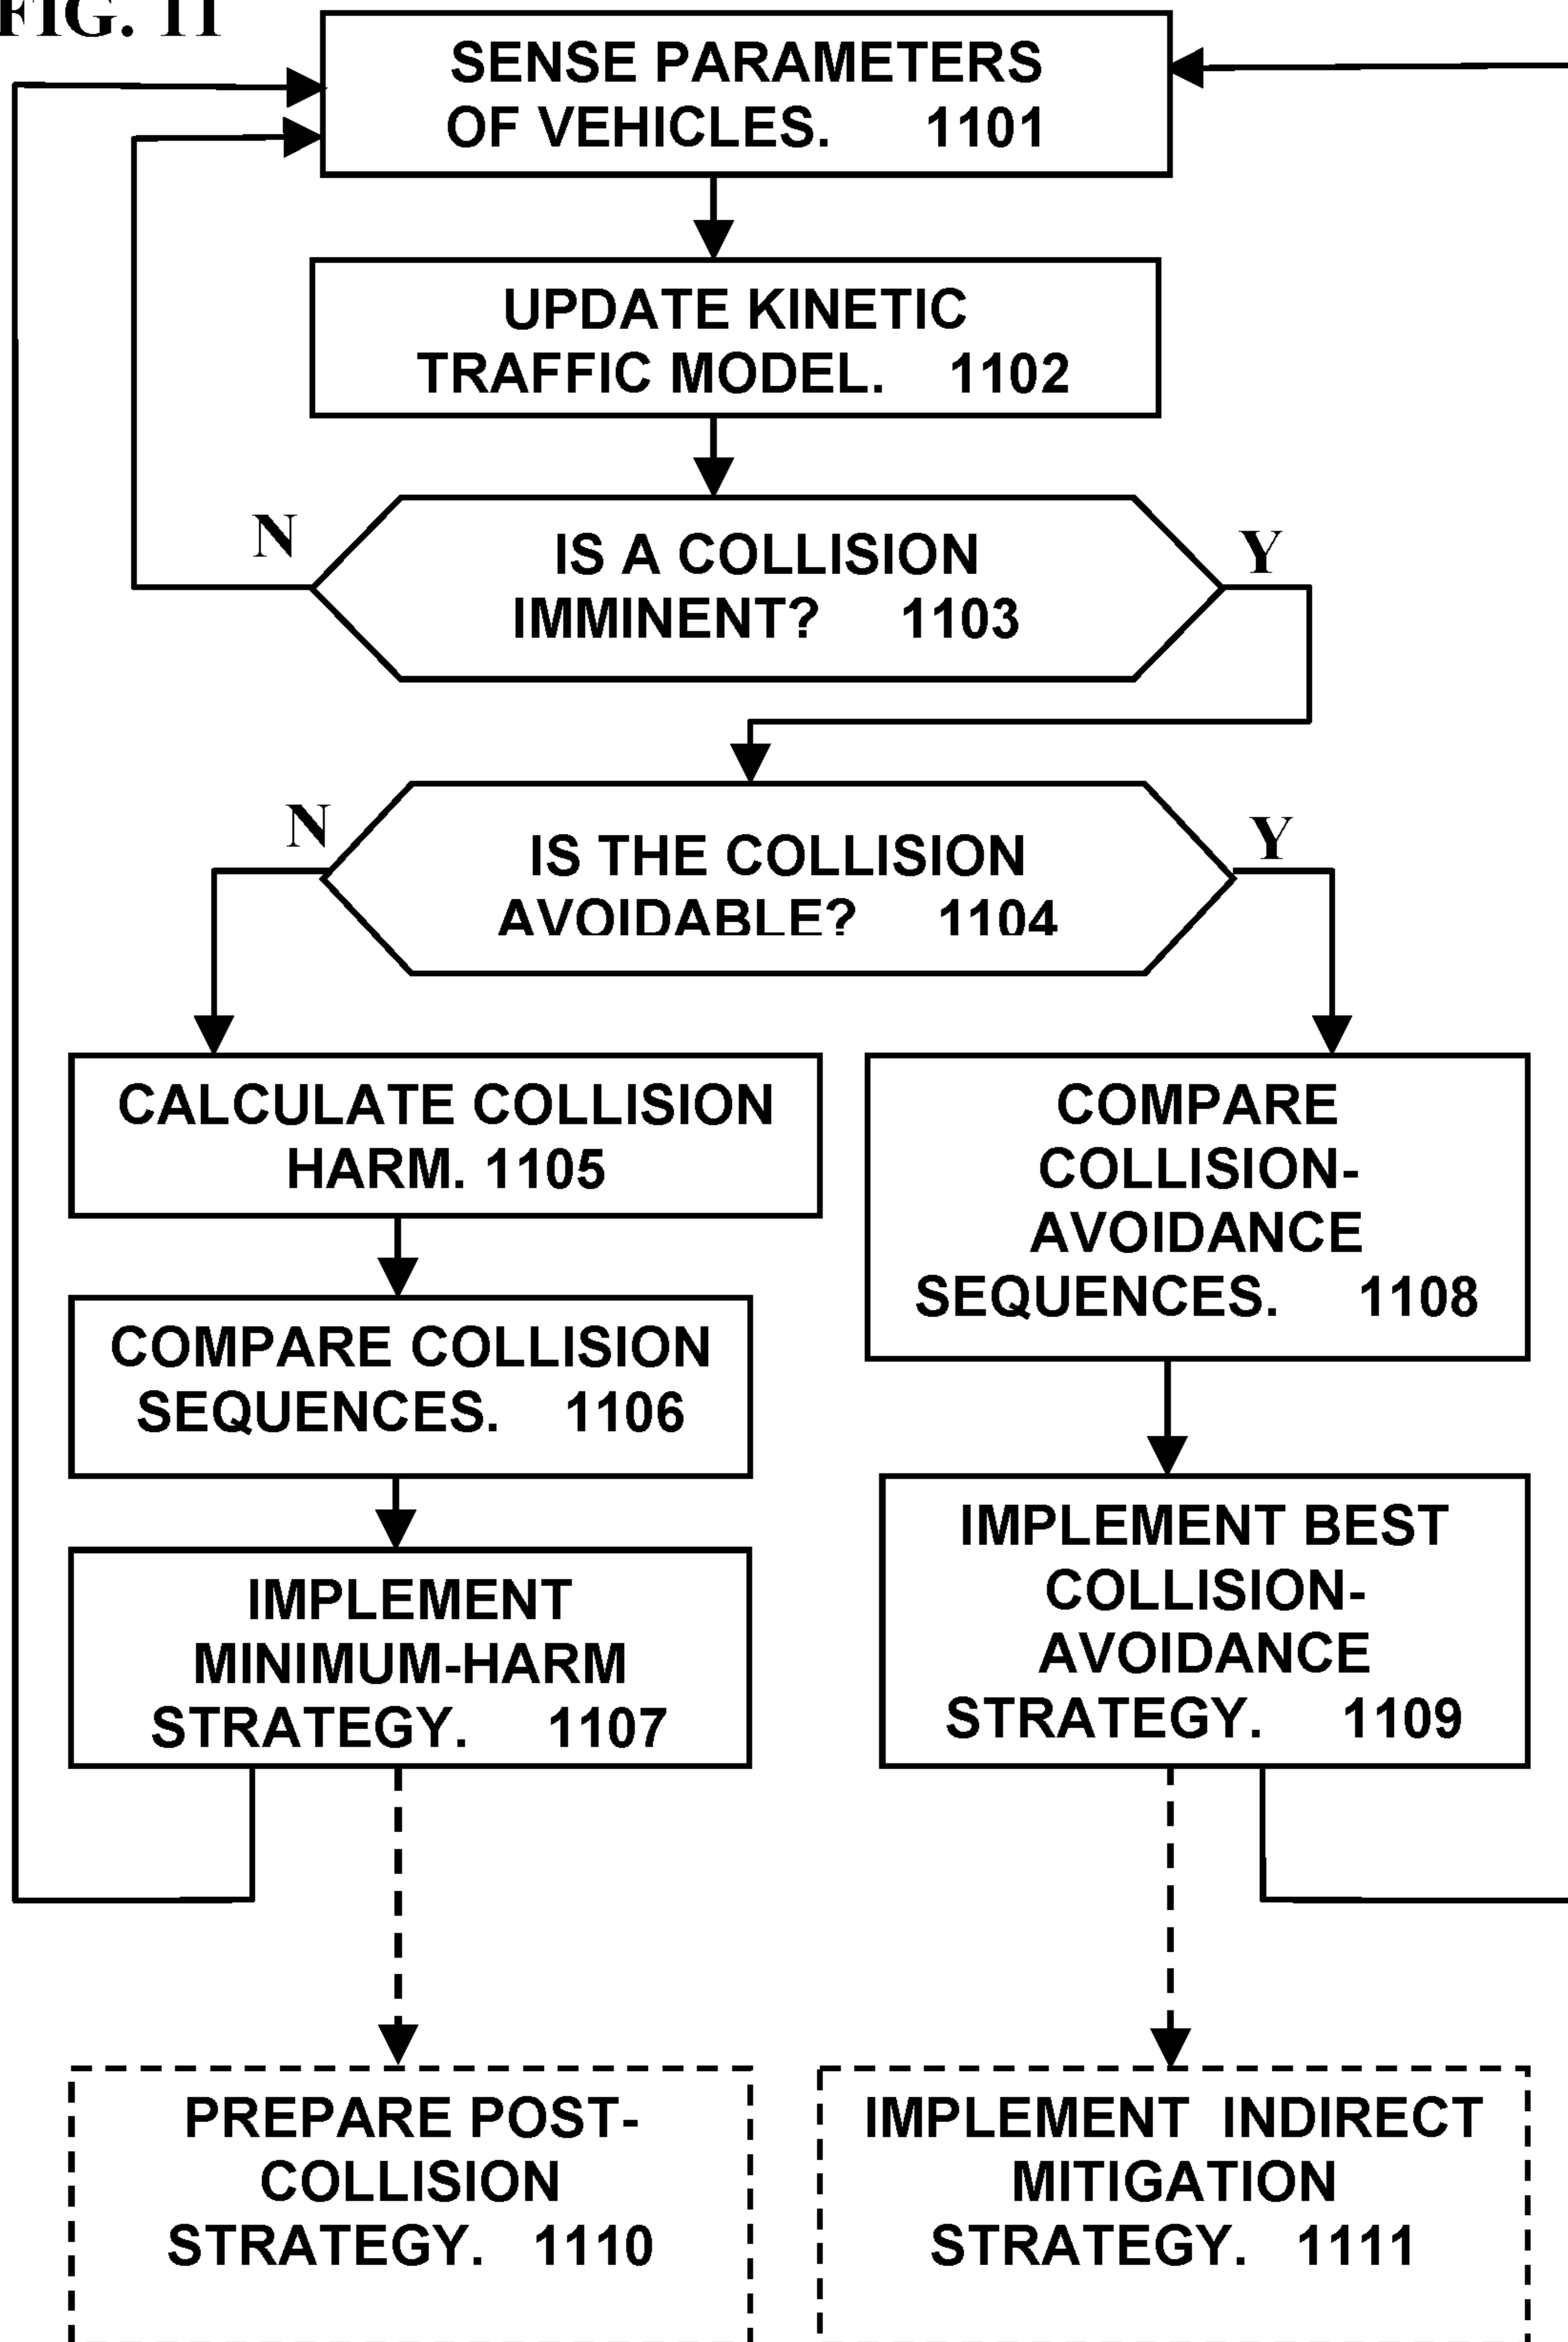 FIG. 11
SENSE PARAMETERS
OF VEHICLES. 1101
UPDATE KINETIC
TRAFFIC MODEL. 1102
N
IS A COLLISION
IMMINENT? 1103
Y
N
IS THE COLLISION
AVOIDABLE? 1104
Y
CALCULATE COLLISION
HARM. 1105
COMPARE COLLISION
SEQUENCES. 1106
IMPLEMENT
MINIMUM-HARM
STRATEGY. 1107
COMPARE
COLLISION-
AVOIDANCE
SEQUENCES. 1108
IMPLEMENT BEST
COLLISION-
AVOIDANCE
STRATEGY. 1109
PREPARE POST-
COLLISION
STRATEGY. 1110
IMPLEMENT INDIRECT
MITIGATION
STRATEGY. 1111